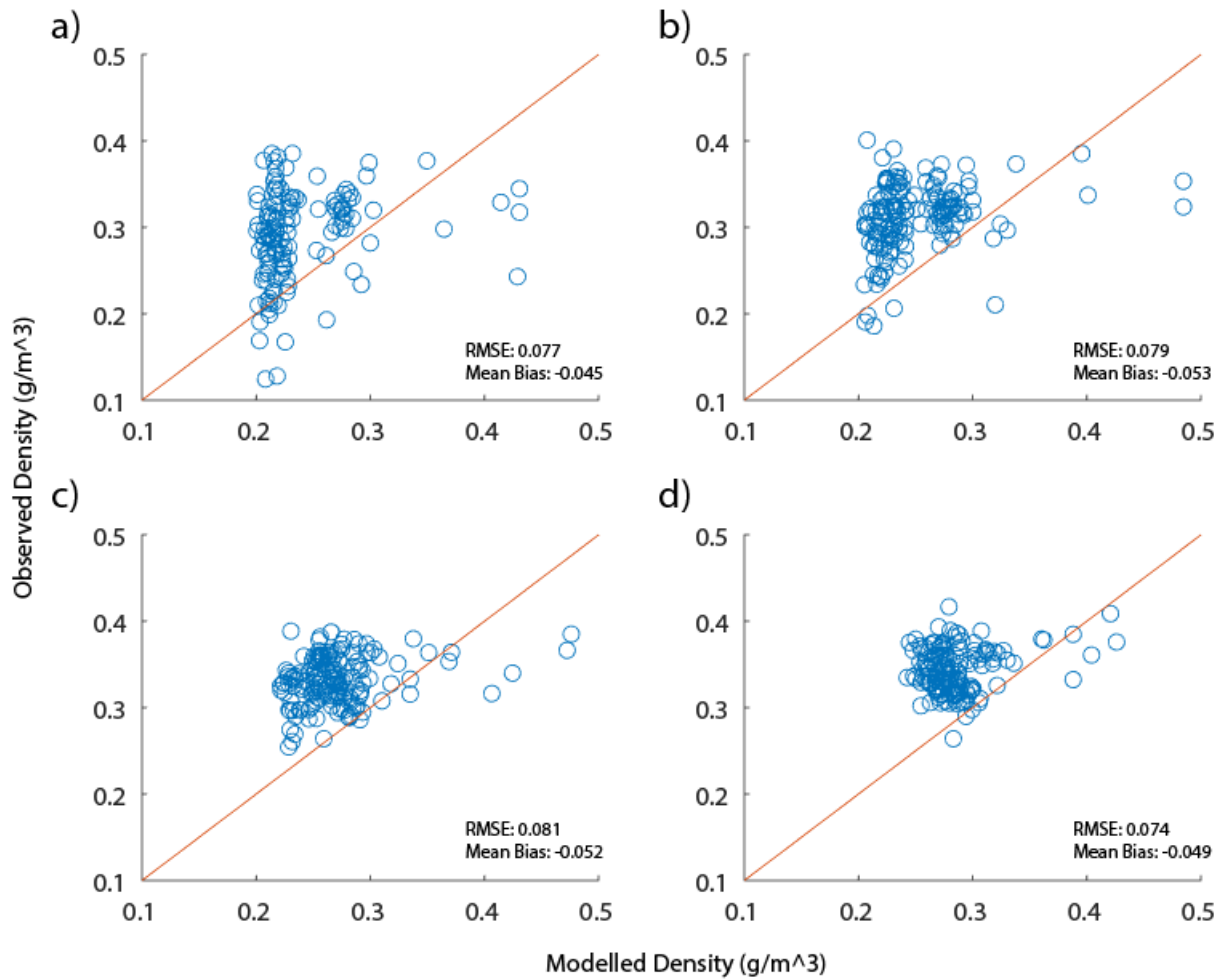 a)
0.5
0.4
0.3
0.2
0.1
0.1 0.2 0.3 0.4 0.5
RMSE: 0.077
Mean Bias: -0.045
b)
0.5
0.4
0.3
0.2
0.1
0.1 0.2 0.3 0.4 0.5
RMSE: 0.079
Mean Bias: -0.053
Observed Density (g/m^3)
c)
0.5
0.4
0.3
0.2
0.1
0.1 0.2 0.3 0.4 0.5
RMSE: 0.081
Mean Bias: -0.052
d)
0.5
0.4
0.3
0.2
0.1
0.1 0.2 0.3 0.4 0.5
RMSE: 0.074
Mean Bias: -0.049
Modelled Density (g/m^3)